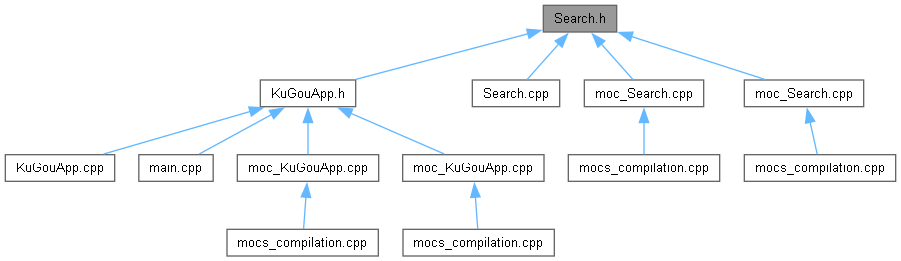 Search.h
KuGouApp.h
Search.cpp
moc_Search.cpp
moc_Search.cpp
KuGouApp.cpp
main.cpp
moc_KuGouApp.cpp
moc_KuGouApp.cpp
mocs_compilation.cpp
mocs_compilation.cpp
mocs_compilation.cpp
mocs_compilation.cpp